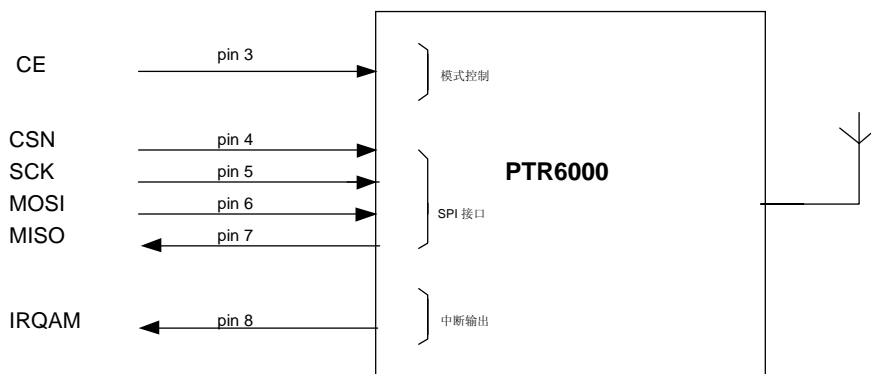 CE pin 3 模式控制
CSN pin 4
SCK pin 5 PTR6000
MOSI pin 6 SPI 接口
MISO pin 7
IRQAM pin 8 中断输出